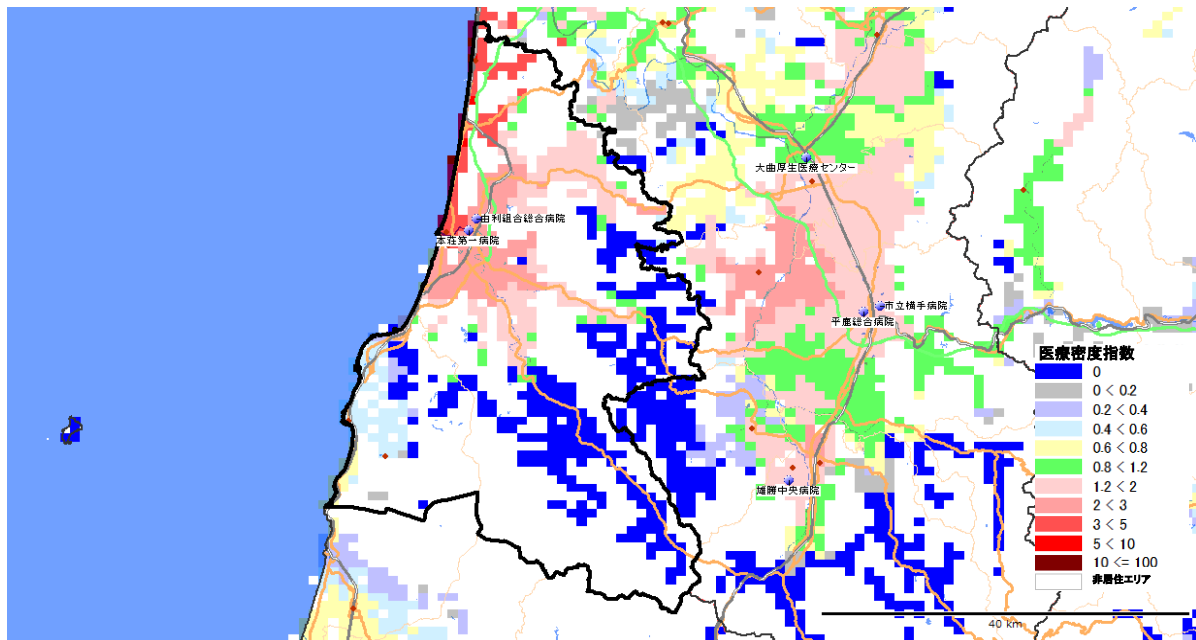 大曲厚生医療センター
由利組合総合病院
本荘第一病院
市立横手病院
平鹿総合病院
雄勝中央病院
医療密度指数
0
0 < 0.2
0.2 < 0.4
0.4 < 0.6
0.6 < 0.8
0.8 < 1.2
1.2 < 2
2 < 3
3 < 5
5 < 10
10 <= 100
非居住エリア
40 km